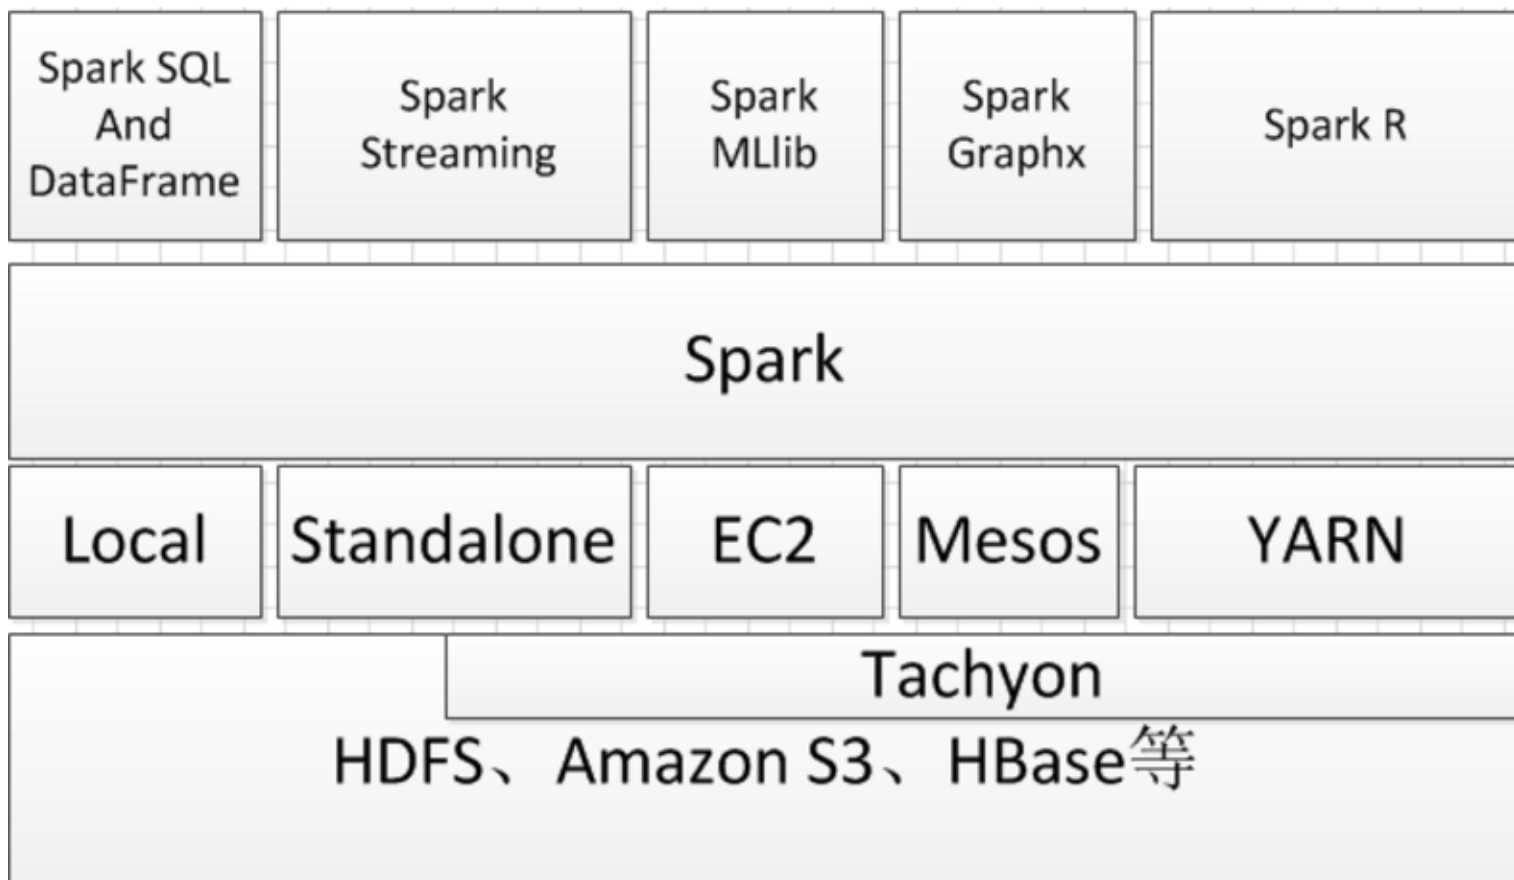 Spark SQL
And
DataFrame
Spark
Streaming
Spark
MLlib
Spark
Graphx
Spark R
Spark
Local
Standalone
EC2
Mesos
YARN
Tachyon
HDFS、Amazon S3、HBase等